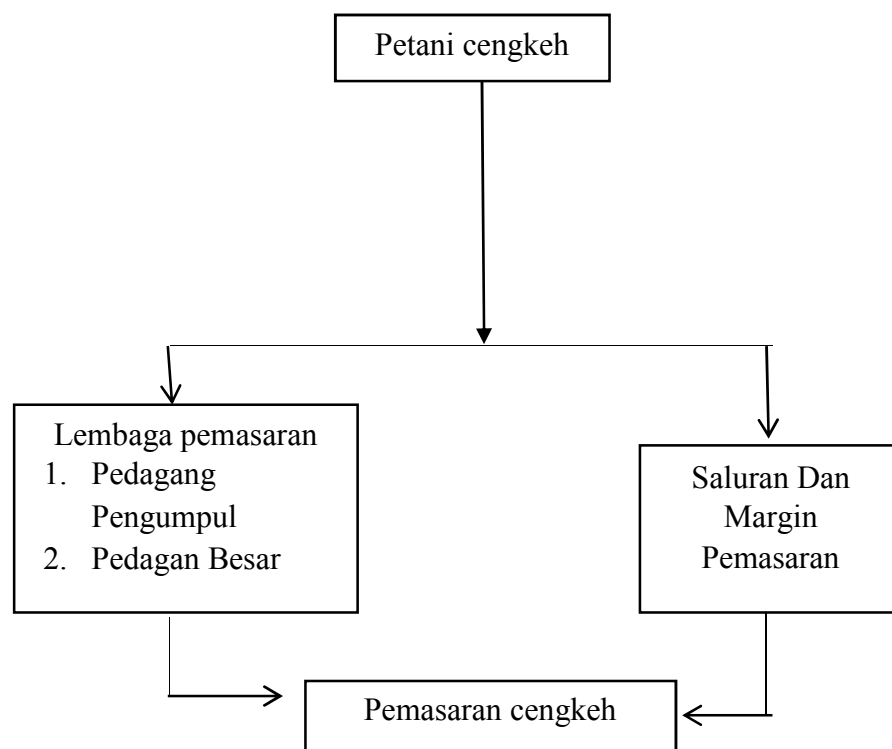 Petani cengkeh
Lembaga pemasaran
1. Pedagang
Pengumpul
2. Pedagan Besar
Saluran Dan
Margin
Pemasaran
Pemasaran cengkeh